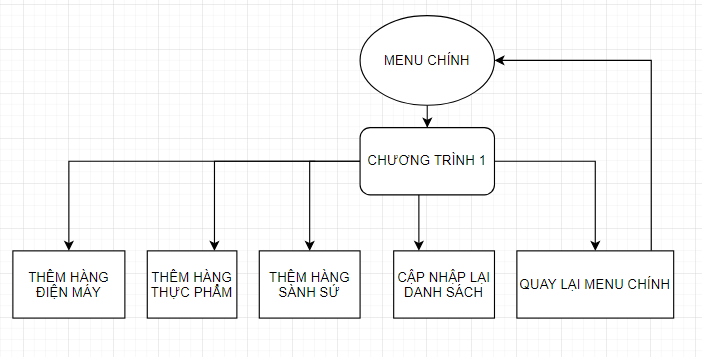 MENU CHÍNH
CHƯƠNG TRÌNH 1
THÊM HÀNG
ĐIỆN MÁY
THÊM HÀNG
THỰC PHẨM
THÊM HÀNG
SÀNH SỨ
CẬP NHẬP LẠI
DANH SÁCH
QUAY LẠI MENU CHÍNH